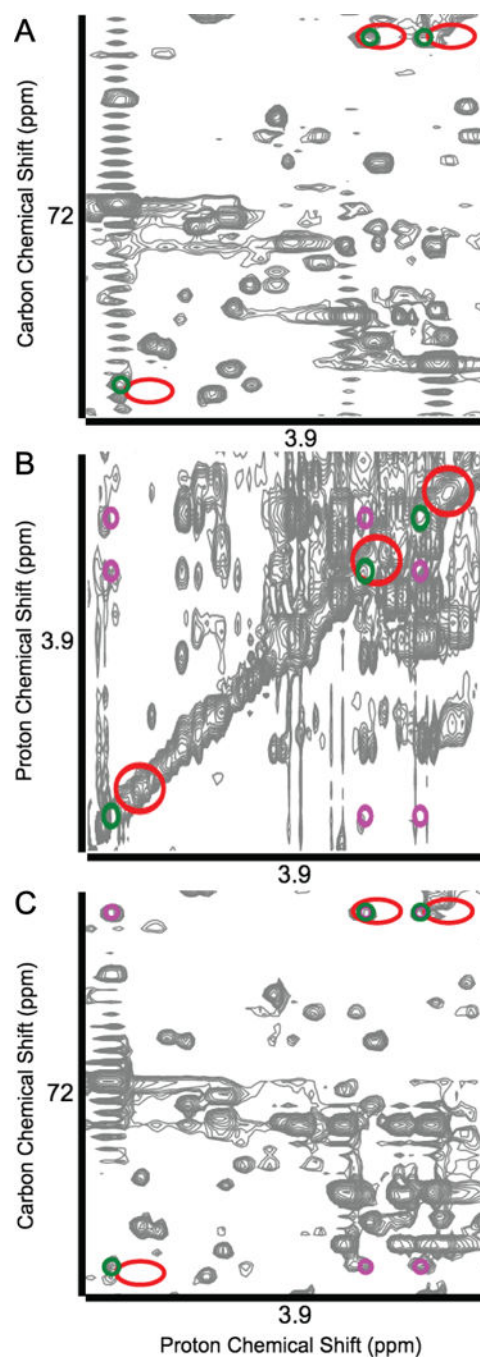 A
Carbon Chemical Shift (ppm)
72
3.9
B
Proton Chemical Shift (ppm)
3.9
3.9
C
Carbon Chemical Shift (ppm)
72
3.9
Proton Chemical Shift (ppm)